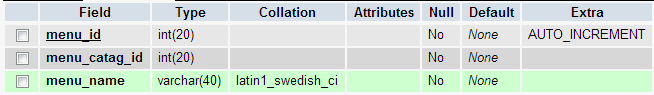 Field Type Collation Attributes Null Default Extra
menu_id int(20) No None AUTO_INCREMENT
menu_catag_id int(20) No None
menu_name varchar(40) latin1_swedish_ci No None